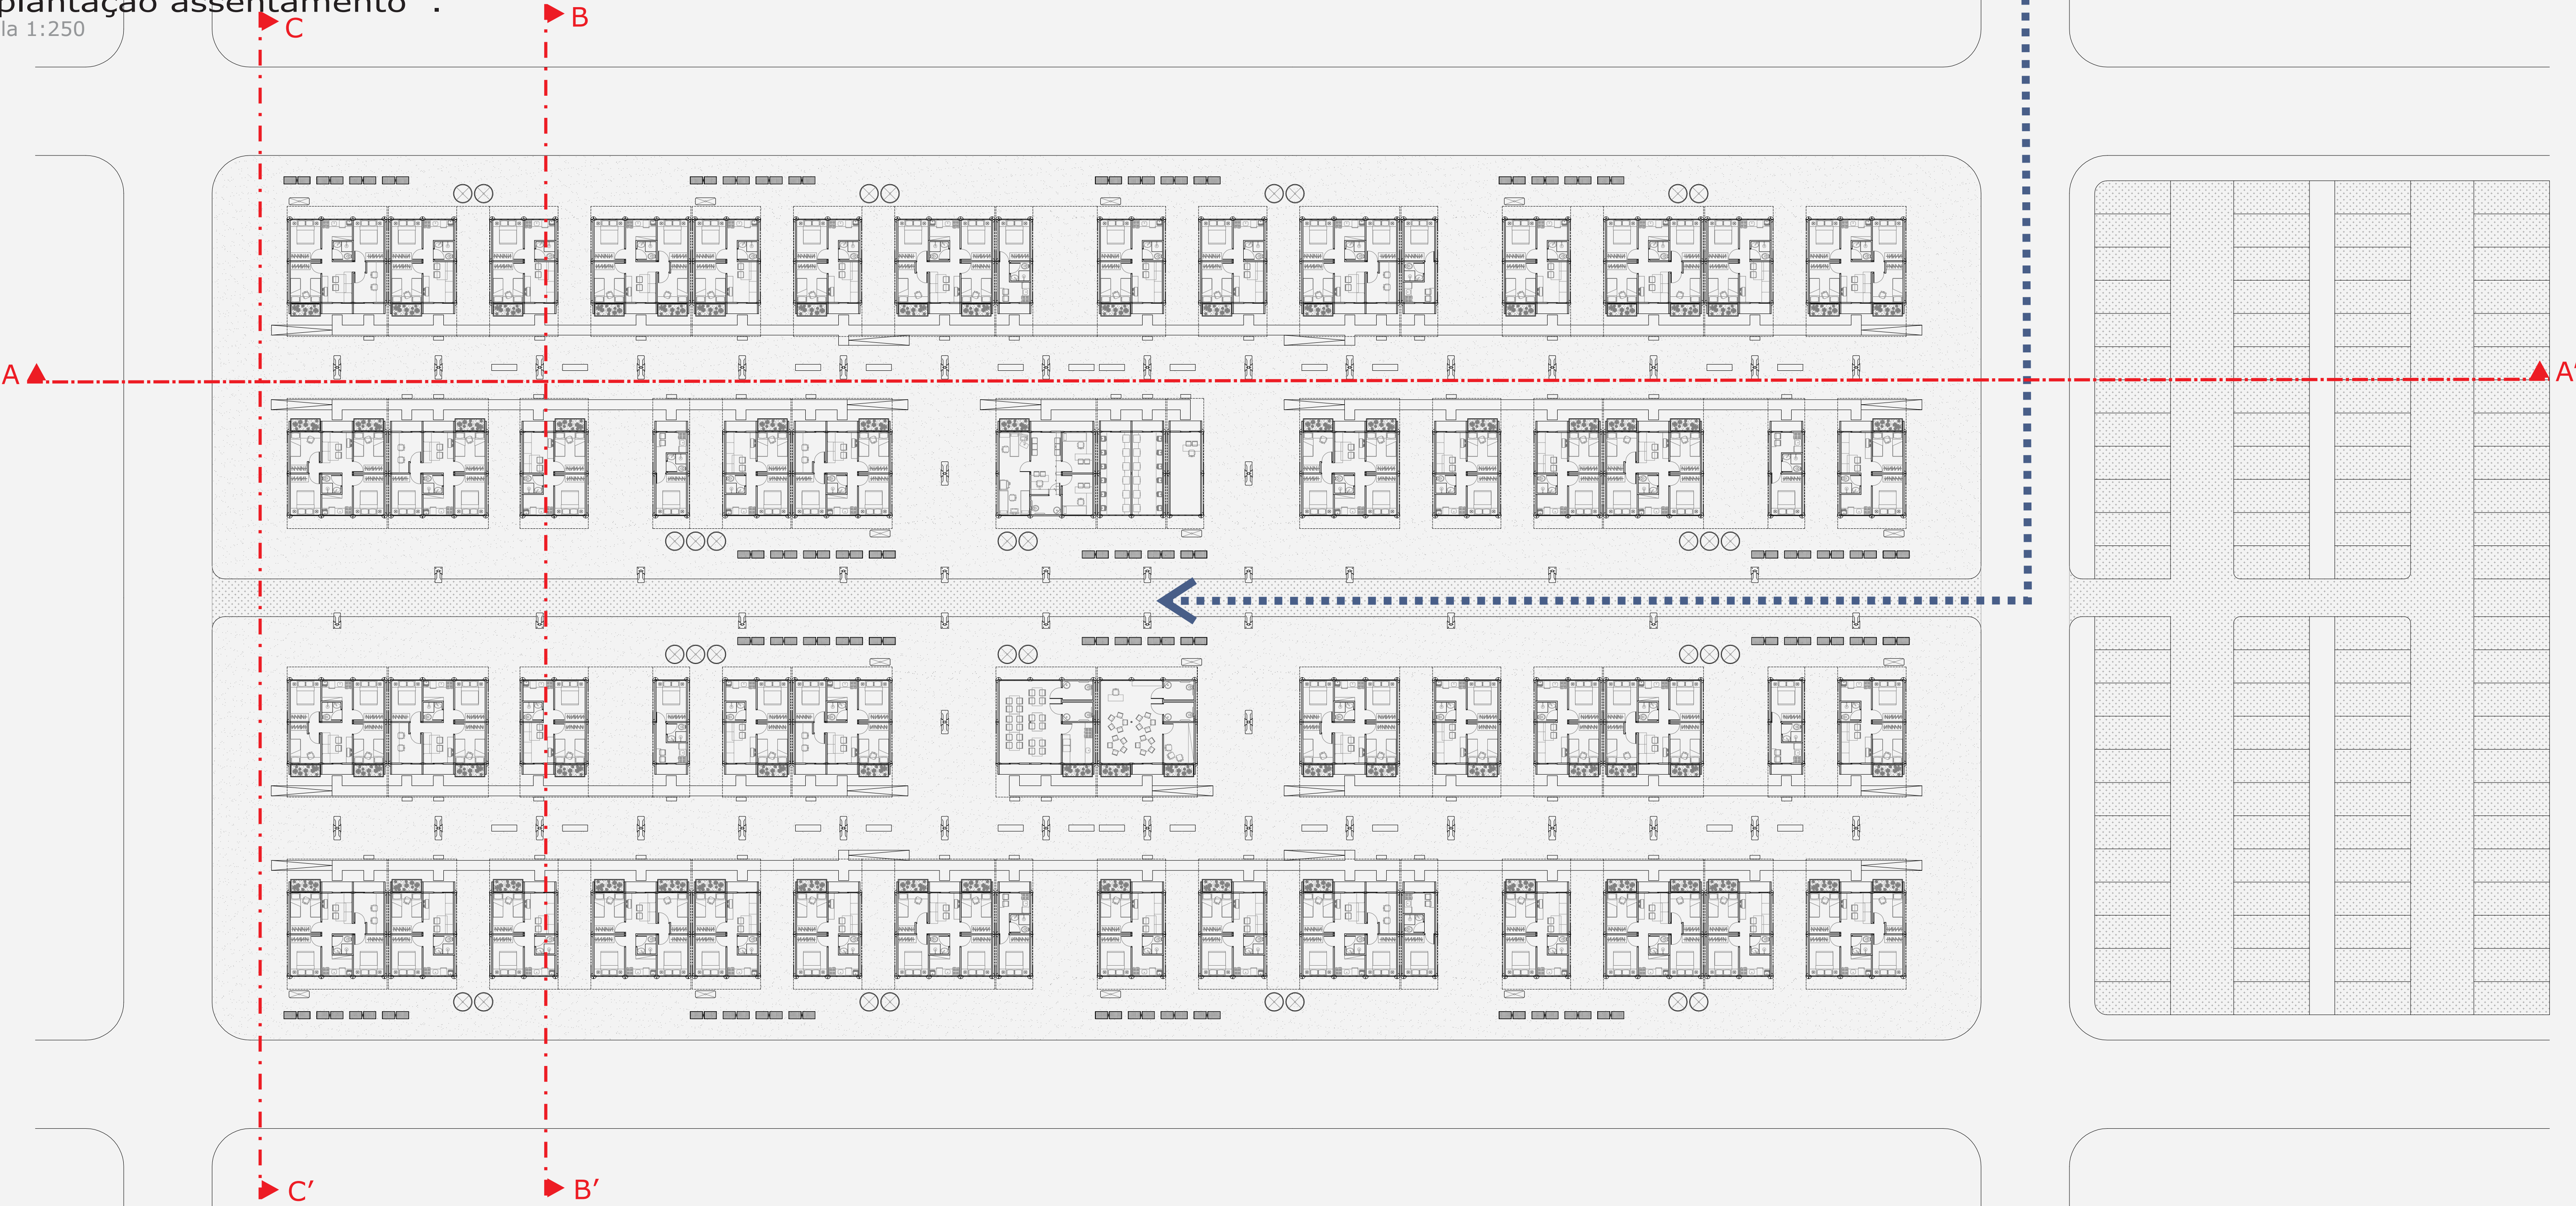 plantação assentamento .
la 1:250
C
B
A
A'
C'
B'